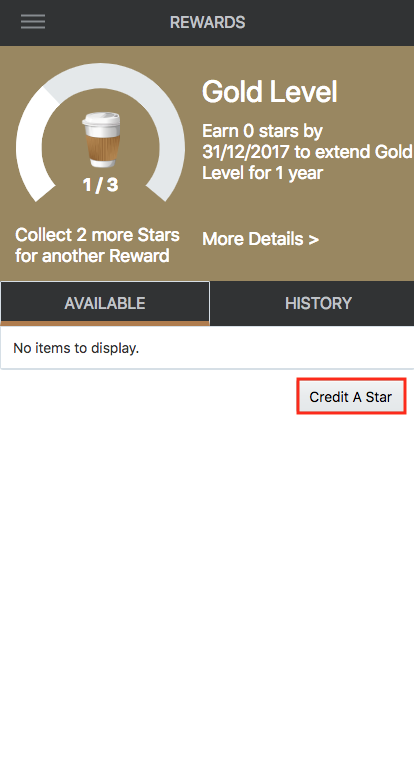 REWARDS
Gold Level
Earn 0 stars by
31/12/2017 to extend Gold
Level for 1 year
1 / 3
Collect 2 more Stars
for another Reward
More Details >
AVAILABLE
HISTORY
No items to display.
Credit A Star